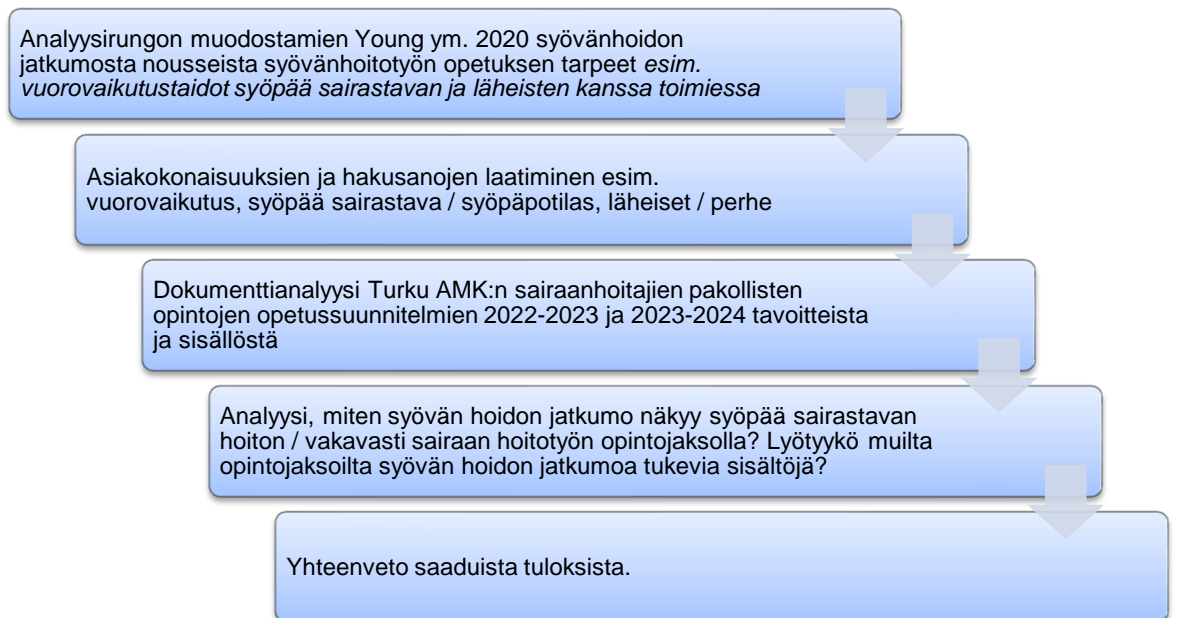 Analyysirungon muodostamien Young ym. 2020 syövänhoidon
jatkumosta nousseista syövänhoitotyön opetuksen tarpeet esim.
vuorovaikutustaidot syöpää sairastavan ja läheisten kanssa toimiessa
Asiakokonaisuuksien ja hakusanojen laatiminen esim.
vuorovaikutus, syöpää sairastava / syöpäpotilas, läheiset / perhe
Dokumenttianalyysi Turku AMK:n sairaanhoitajien pakollisten
opintojen opetussuunnitelmien 2022-2023 ja 2023-2024 tavoitteista
ja sisällöstä
Analyysi, miten syövän hoidon jatkumo näkyy syöpää sairastavan
hoiton / vakavasti sairaan hoitotyön opintojaksolla? Lyötyykö muilta
opintojaksoilta syövän hoidon jatkumoa tukevia sisältöjä?
Yhteenveto saaduista tuloksista.